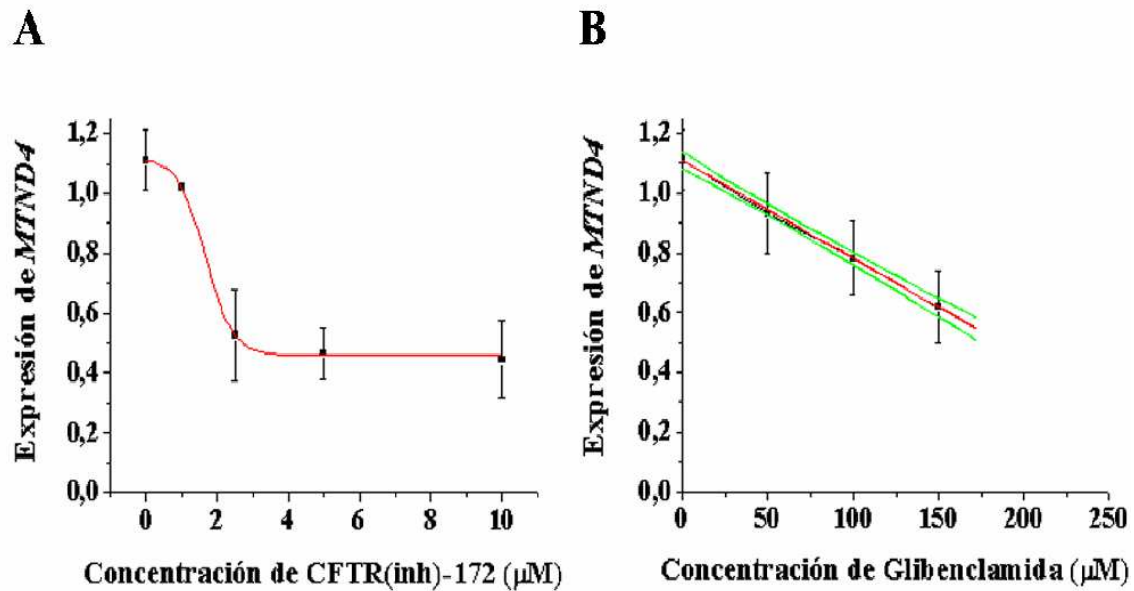 A
Expresión de MTND4
1,2
1,0
0,8
0,6
0,4
0,2
0,0
0 2 4 6 8 10
Concentración de CFTR(inh)-172 (µM)
B
Expresión de MTND4
1,2
1,0
0,8
0,6
0,4
0,2
0,0
0 50 100 150 200 250
Concentración de Glibenclamida (µM)